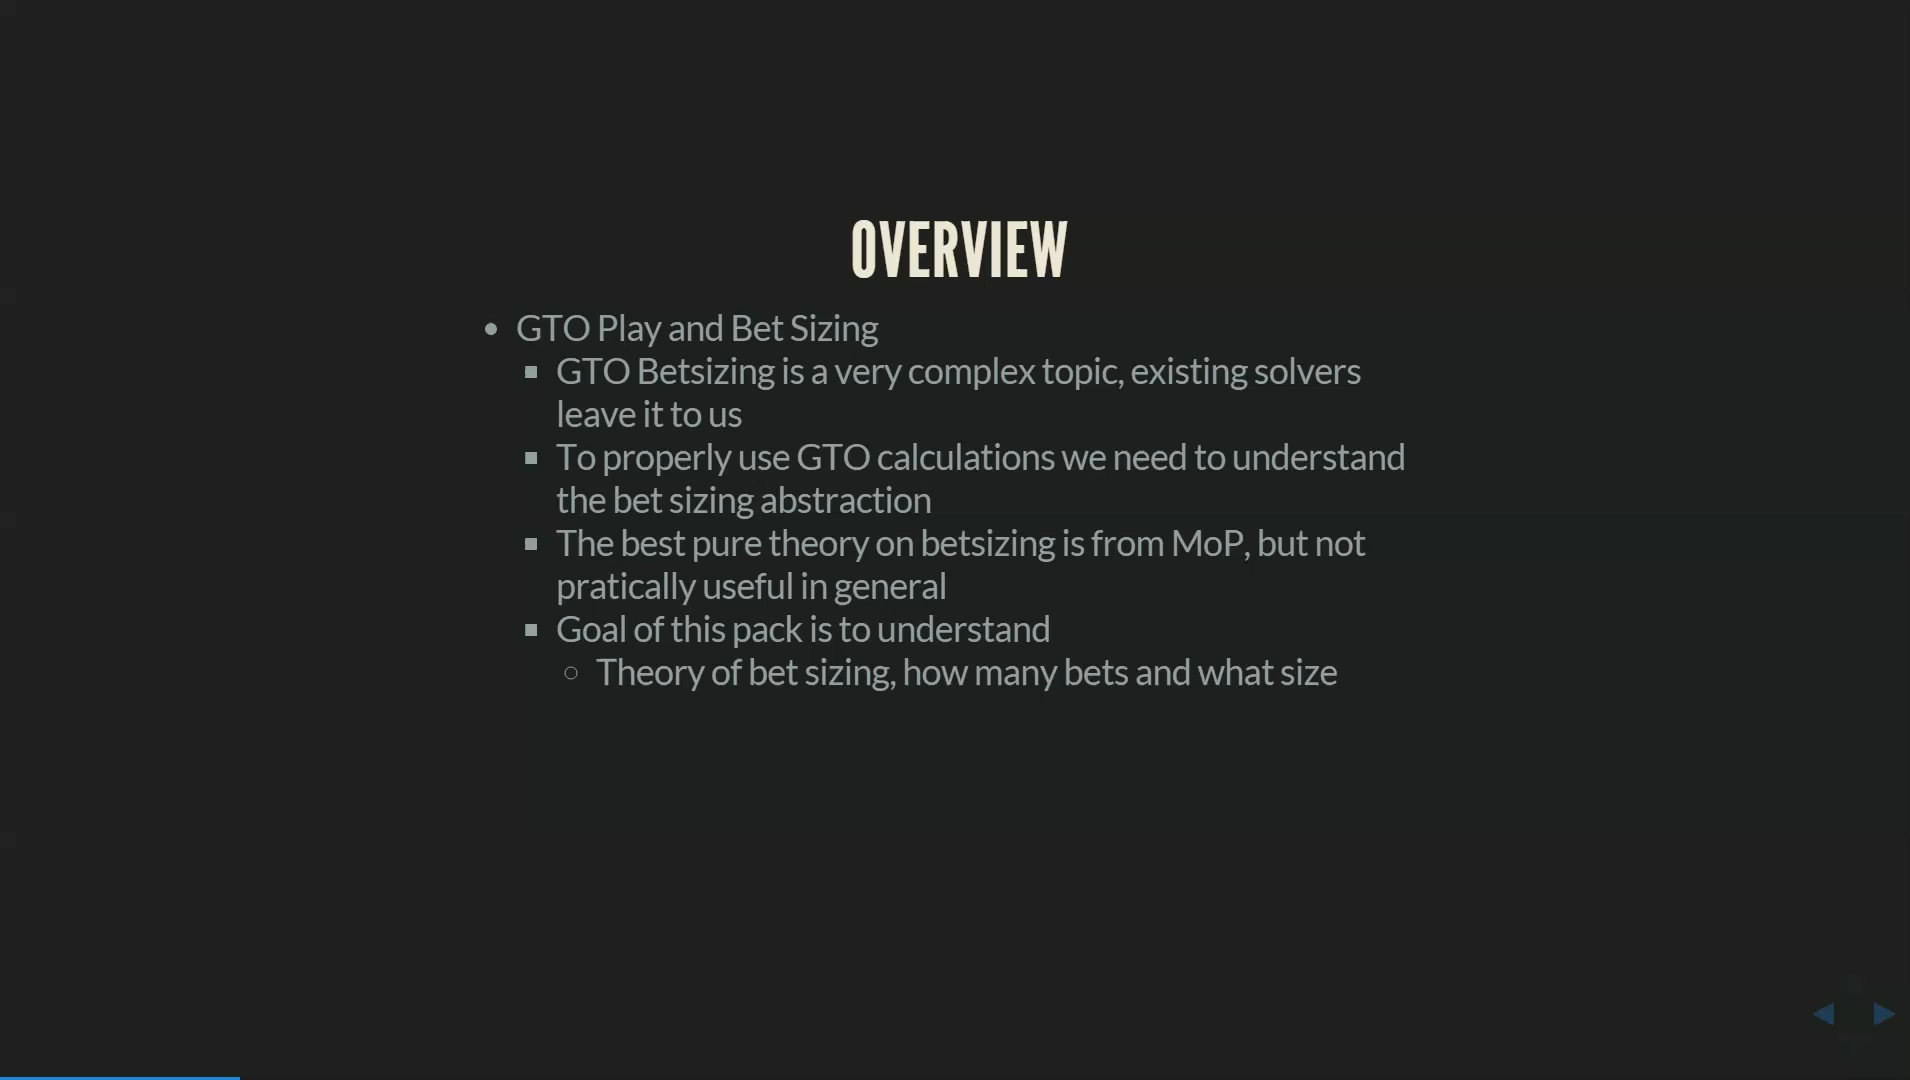 OVERVIEW
GTO Play and Bet Sizing
GTO Betsizing is a very complex topic, existing solvers
leave it to us
To properly use GTO calculations we need to understand
the bet sizing abstraction
The best pure theory on betsizing is from MoP, but not
pratically useful in general
Goal of this pack is to understand
Theory of bet sizing, how many bets and what size